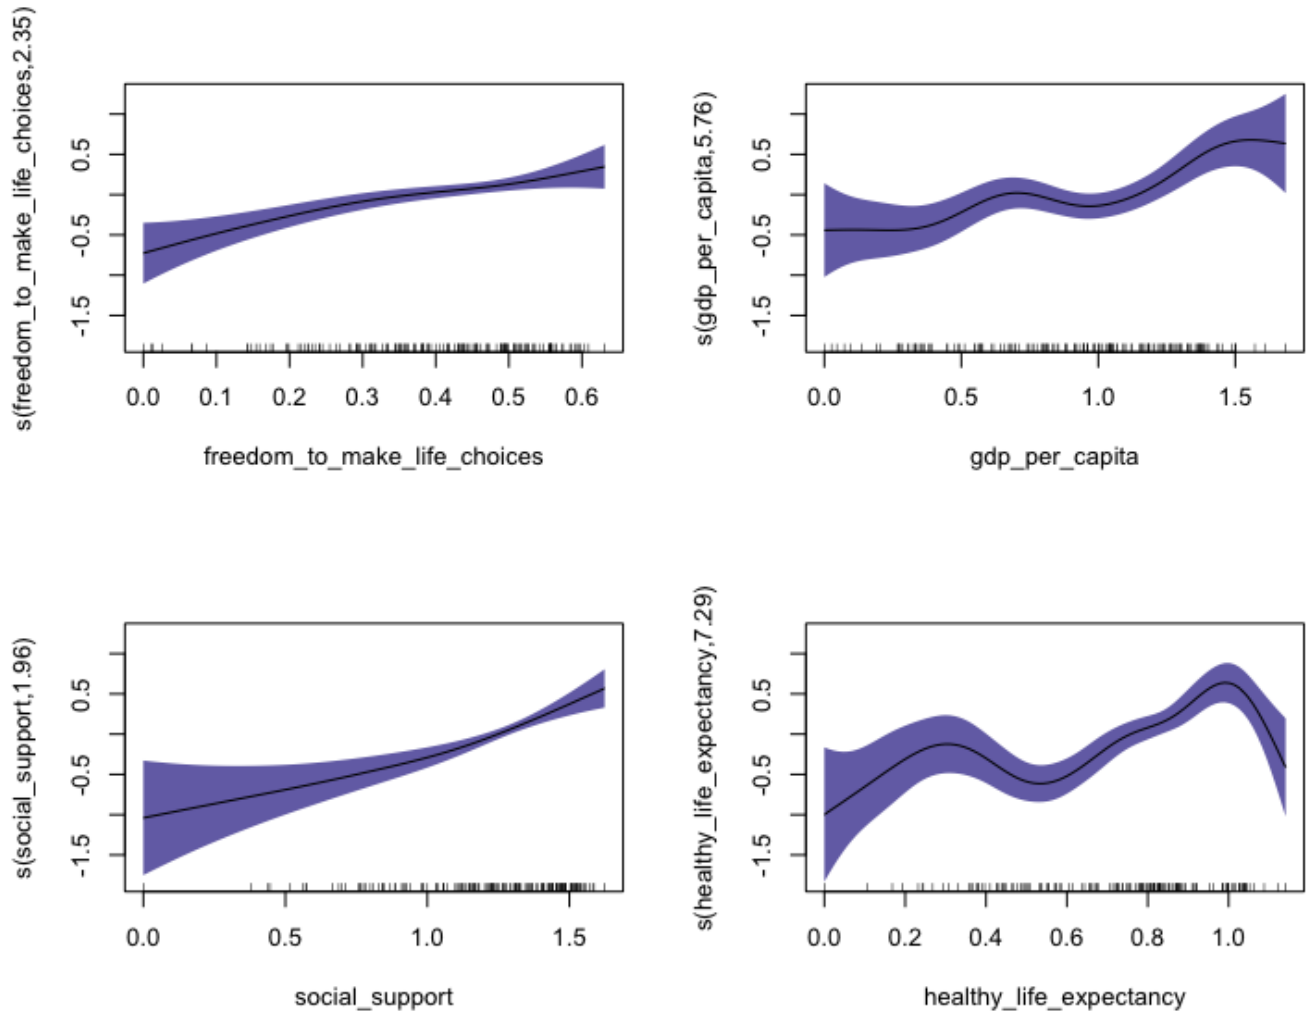 s(freedom_to_make_life_choices,2.35)
0.5
-0.5
-1.5
0.0 0.1 0.2 0.3 0.4 0.5 0.6
freedom_to_make_life_choices
s(gdp_per_capita,5.76)
0.5
-0.5
-1.5
0.0 0.5 1.0 1.5
gdp_per_capita
s(social_support,1.96)
0.5
-0.5
-1.5
0.0 0.5 1.0 1.5
social_support
s(healthy_life_expectancy,7.29)
0.5
-0.5
-1.5
0.0 0.2 0.4 0.6 0.8 1.0
healthy_life_expectancy